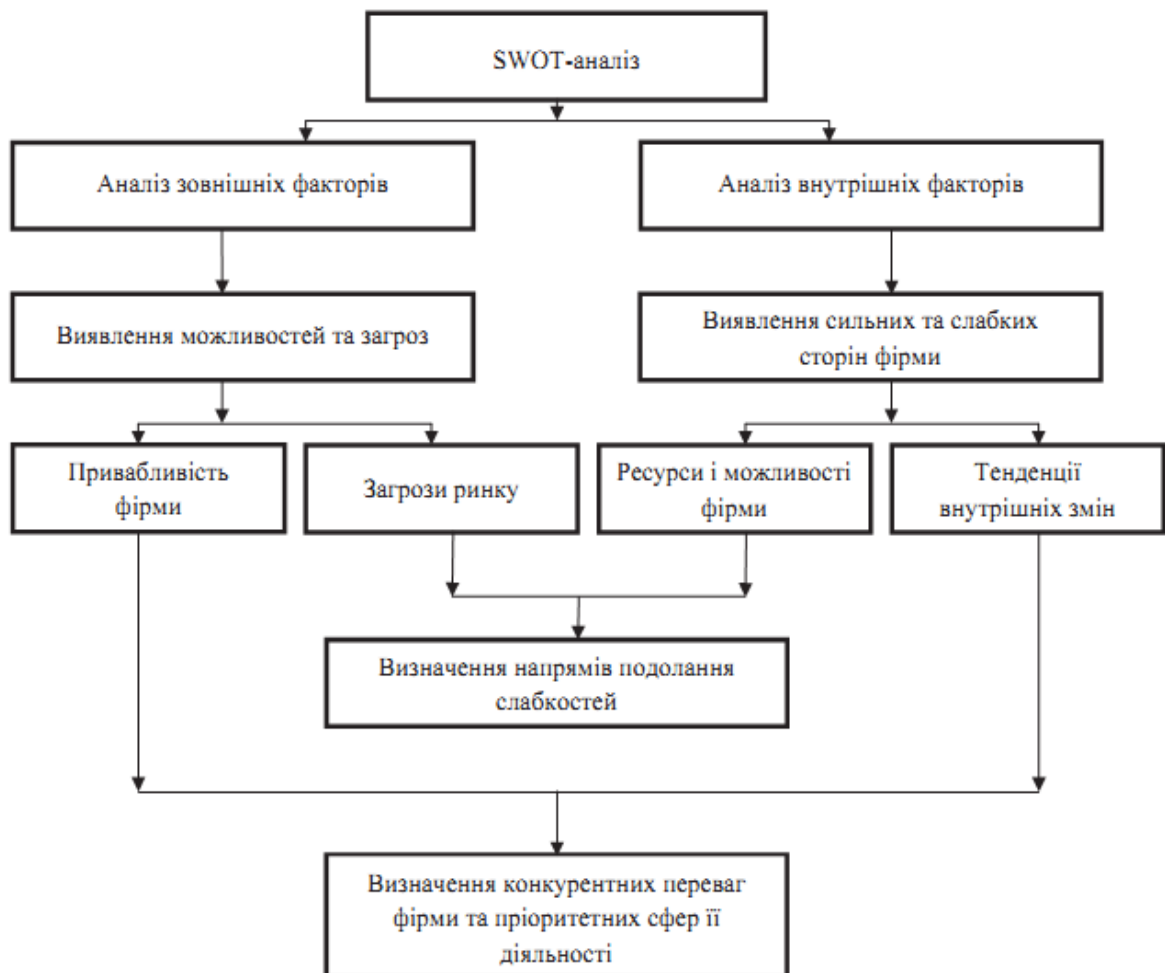 SWOT-аналіз
Аналіз зовнішніх факторів
Аналіз внутрішніх факторів
Виявлення можливостей та загроз
Виявлення сильних та слабких
сторін фірми
Привабливість
фірми
Загрози ринку
Ресурси і можливості
фірми
Тенденції
внутрішніх змін
Визначення напрямів подолання
слабкостей
Визначення конкурентних переваг
фірми та пріоритетних сфер її
діяльності